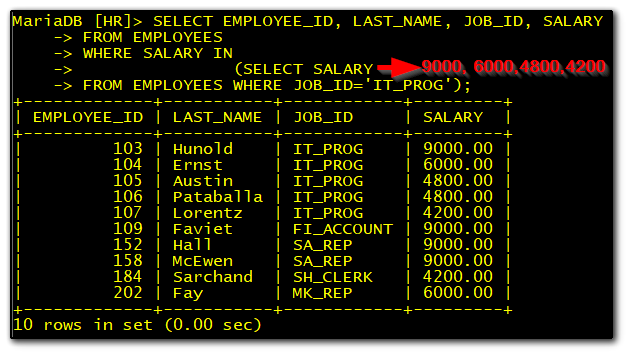 MariaDB [HR]> SELECT EMPLOYEE_ID, LAST_NAME, JOB_ID, SALARY
    -> FROM EMPLOYEES
    -> WHERE SALARY IN
    ->                (SELECT SALARY 9000, 6000,4800,4200
    -> FROM EMPLOYEES WHERE JOB_ID='IT_PROG');
+-------------+-----------+------------+---------+
| EMPLOYEE_ID | LAST_NAME | JOB_ID     | SALARY  |
+-------------+-----------+------------+---------+
|         103 | Hunold    | IT_PROG    | 9000.00 |
|         104 | Ernst     | IT_PROG    | 6000.00 |
|         105 | Austin    | IT_PROG    | 4800.00 |
|         106 | Pataballa | IT_PROG    | 4800.00 |
|         107 | Lorentz   | IT_PROG    | 4200.00 |
|         109 | Faviet    | FI_ACCOUNT | 9000.00 |
|         152 | Hall      | SA_REP     | 9000.00 |
|         158 | McEwen    | SA_REP     | 9000.00 |
|         184 | Sarchand  | SH_CLERK   | 4200.00 |
|         202 | Fay       | MK_REP     | 6000.00 |
+-------------+-----------+------------+---------+
10 rows in set (0.00 sec)